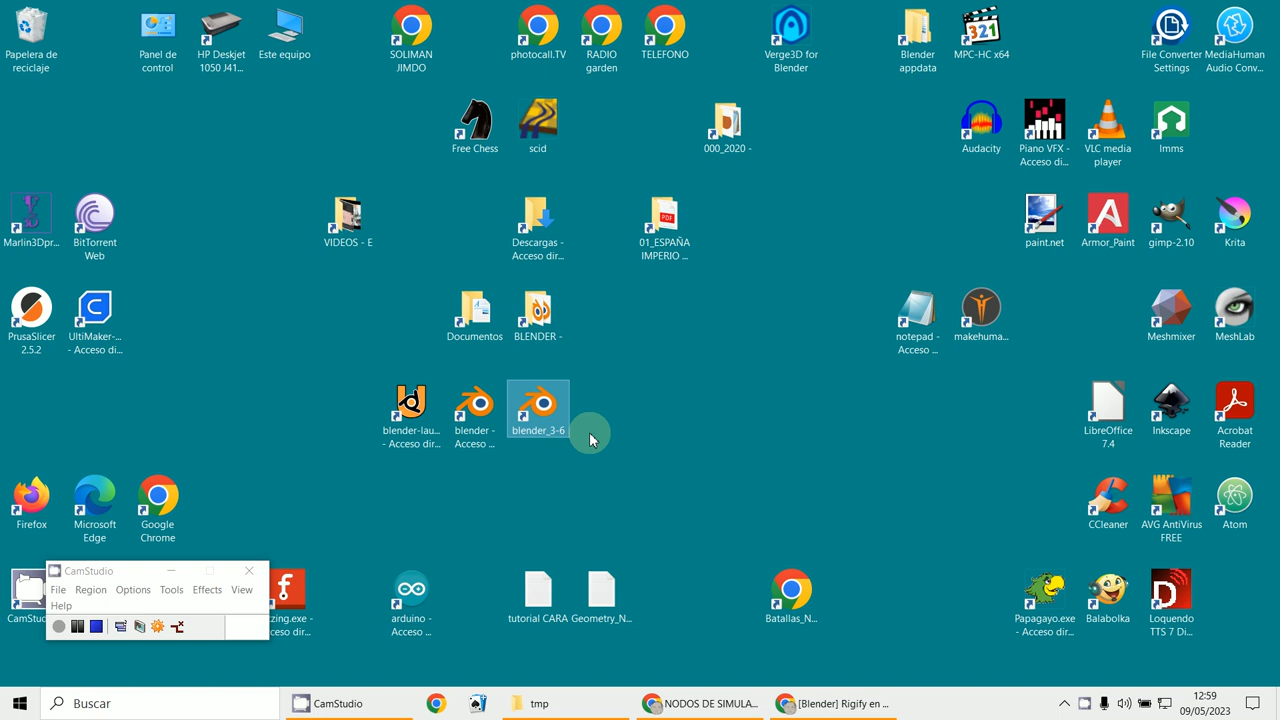 Papelera de
reciclaje
Panel de
control
HP Deskjet
1050 J41...
Este equipo
SOLIMAN
JIMDO
photocall.TV
RADIO
garden
TELEFONO
Verge3D for
Blender
Blender
appdata
321
MPC-HC x64
File Converter
Settings
MediaHuman
Audio Conv...
Free Chess
scid
000_2020 -
Audacity
Piano VFX -
Acceso di...
VLC media
player
lmms
Marlin3Dpr...
BitTorrent
Web
VIDEOS - E
Descargas -
Acceso dir...
PDF
01_ESPAÑA
IMPERIO ...
paint.net
Armor_Paint
gimp-2.10
Krita
PrusaSlicer
2.5.2
UltiMaker-...
- Acceso di...
Documentos
BLENDER -
notepad -
Acceso ...
makehuma...
Meshmixer
MeshLab
blender-lau...
- Acceso dir...
blender -
Acceso ...
blender_3-6
LibreOffice
7.4
Inkscape
Acrobat
Reader
Firefox
Microsoft
Edge
Google
Chrome
CCleaner
AVG AntiVirus
FREE
Atom
CamStudio
File Region Options Tools Effects View
Help
CamStu
zing.exe -
ceso dir...
arduino -
Acceso ...
tutorial CARA
Geometry_N...
Batallas_N...
Papagayo.exe
- Acceso dir...
Balabolka
Loquendo
TTS 7 Di...
Buscar
CamStudio
tmp
NODOS DE SIMULA...
[Blender] Rigify en ...
12:59
09/05/2023